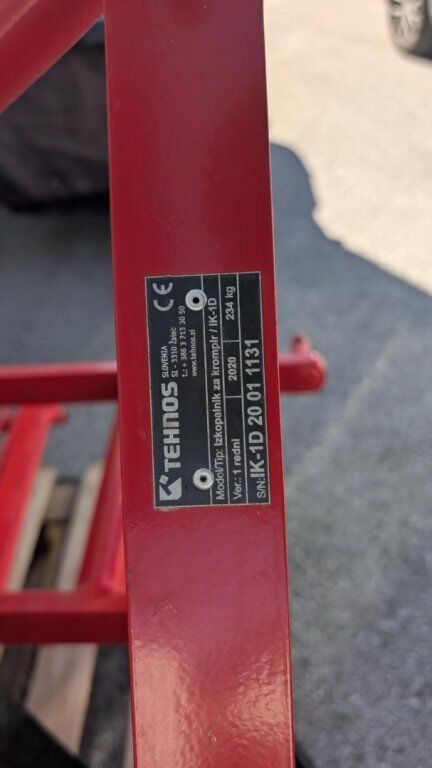 TEHNOS
SLOVENIA
SI - 3310 Žalec
t.: + 386 3 713 30 50
www.tehnos.si
CE
Model/Tip: Izkopalnik za krompir / IK-1D
Ver.: 1 redni 2020 234 kg
S/N: IK-1D 20 01 1131